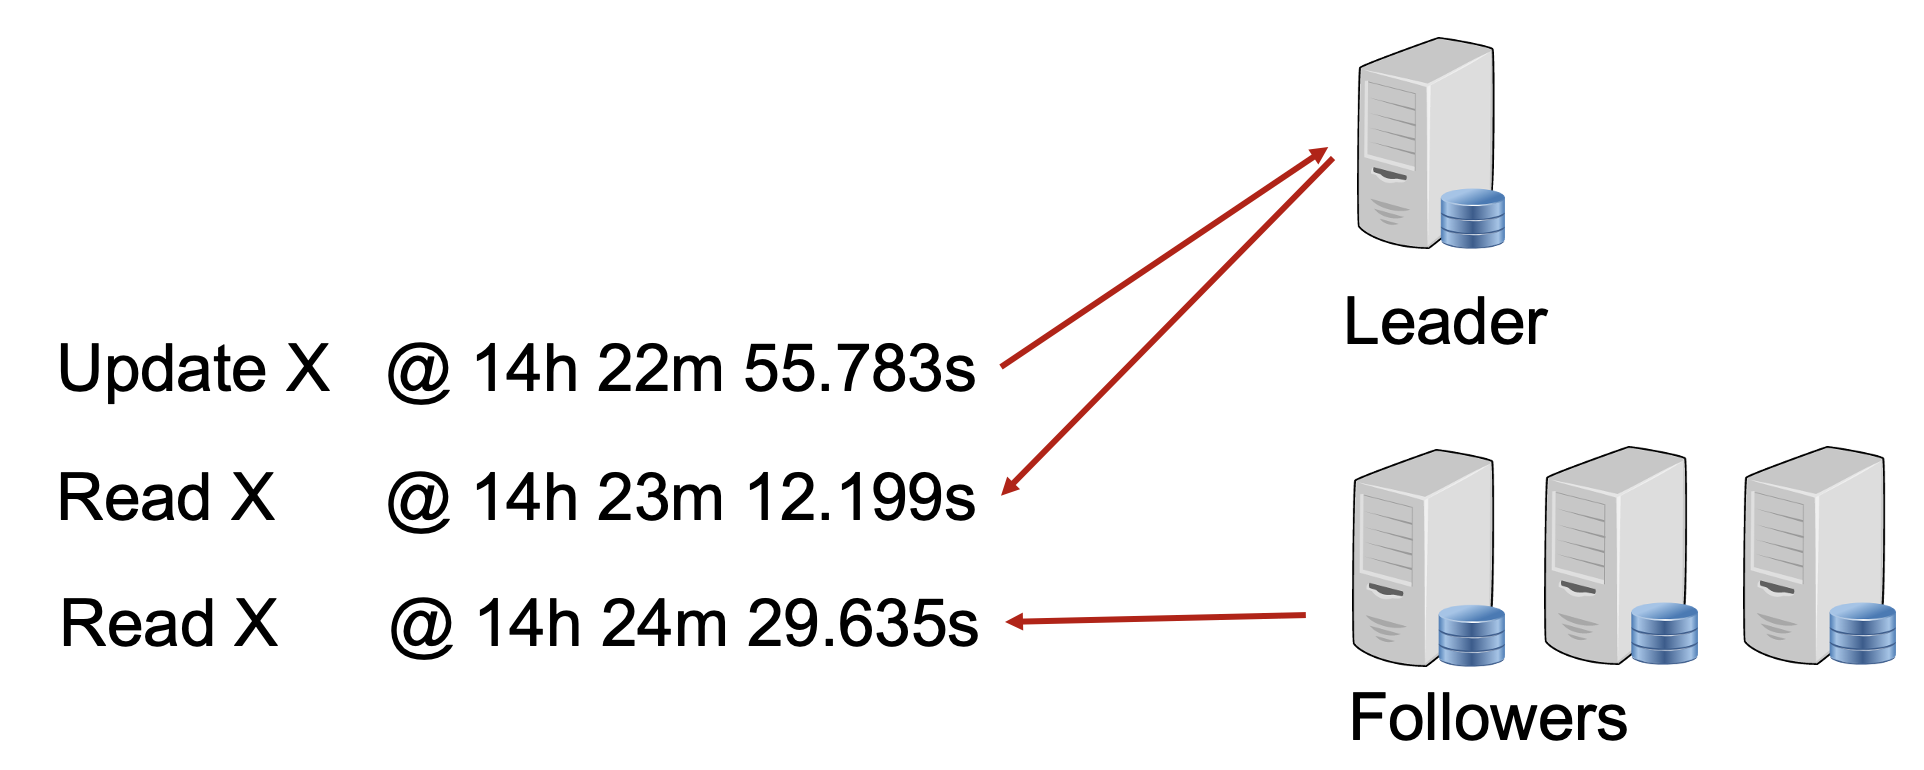 Leader
Update X @ 14h 22m 55.783s
Read X @ 14h 23m 12.199s
Read X @ 14h 24m 29.635s
Followers